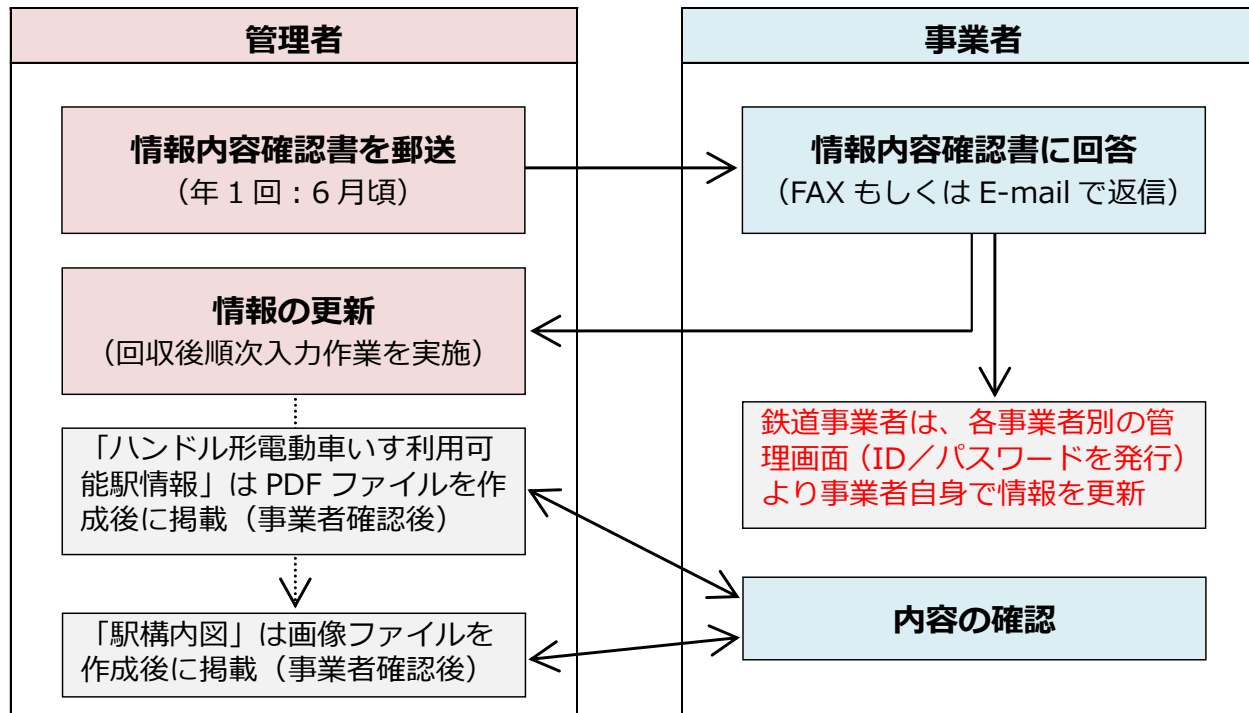 管理者
事業者
情報内容確認書を郵送
（年 1 回：6 月頃）
情報内容確認書に回答
（FAX もしくは E-mail で返信）
情報の更新
（回収後順次入力作業を実施）
「ハンドル形電動車いす利用可
能駅情報」は PDF ファイルを作
成後に掲載（事業者確認後）
鉄道事業者は、各事業者別の管
理画面（ID／パスワードを発行）
より事業者自身で情報を更新
「駅構内図」は画像ファイルを
作成後に掲載（事業者確認後）
内容の確認